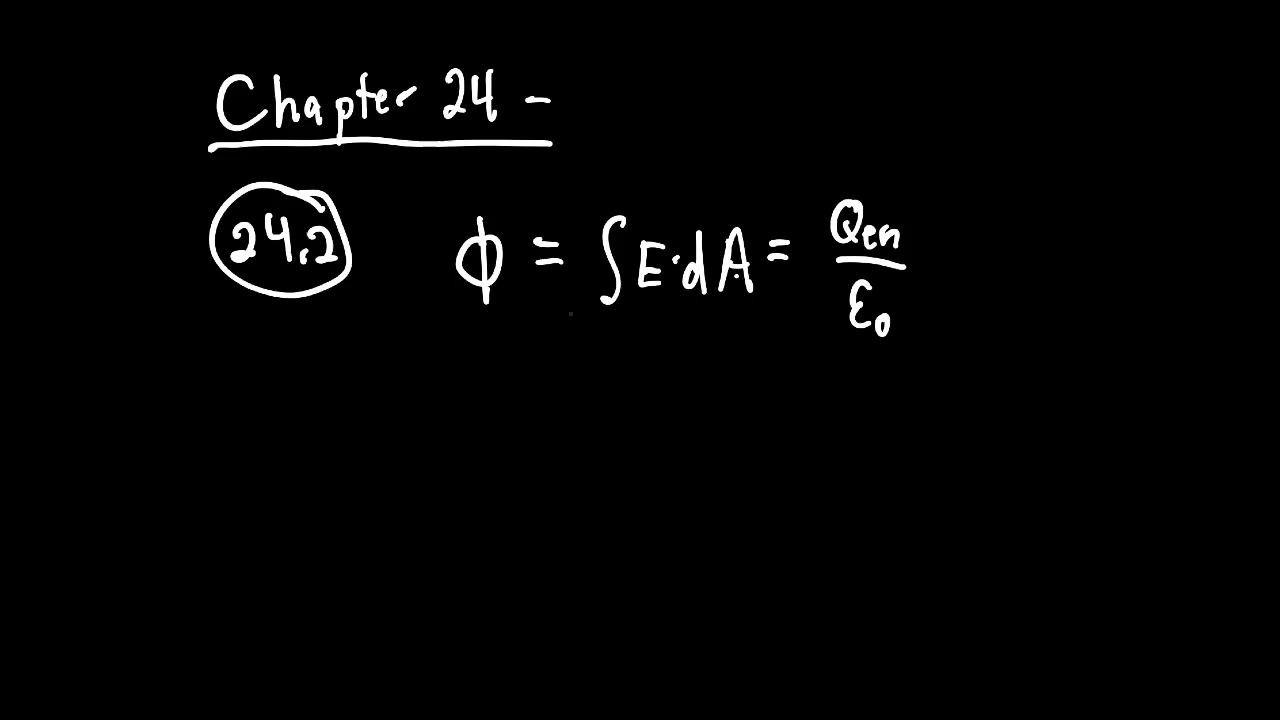 Chapter 24 -
24.2 ϕ = ∫E·dA = Qen/ε₀